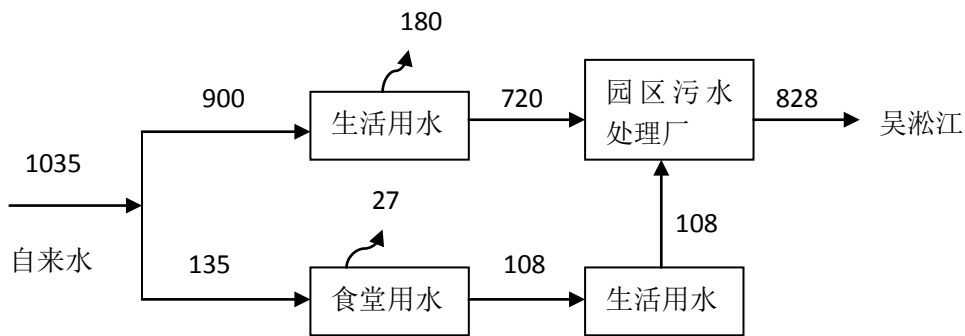 180
900
生活用水
720
园区污水
处理厂
828
吴淞江
1035
自来水
27
108
135
食堂用水
108
生活用水